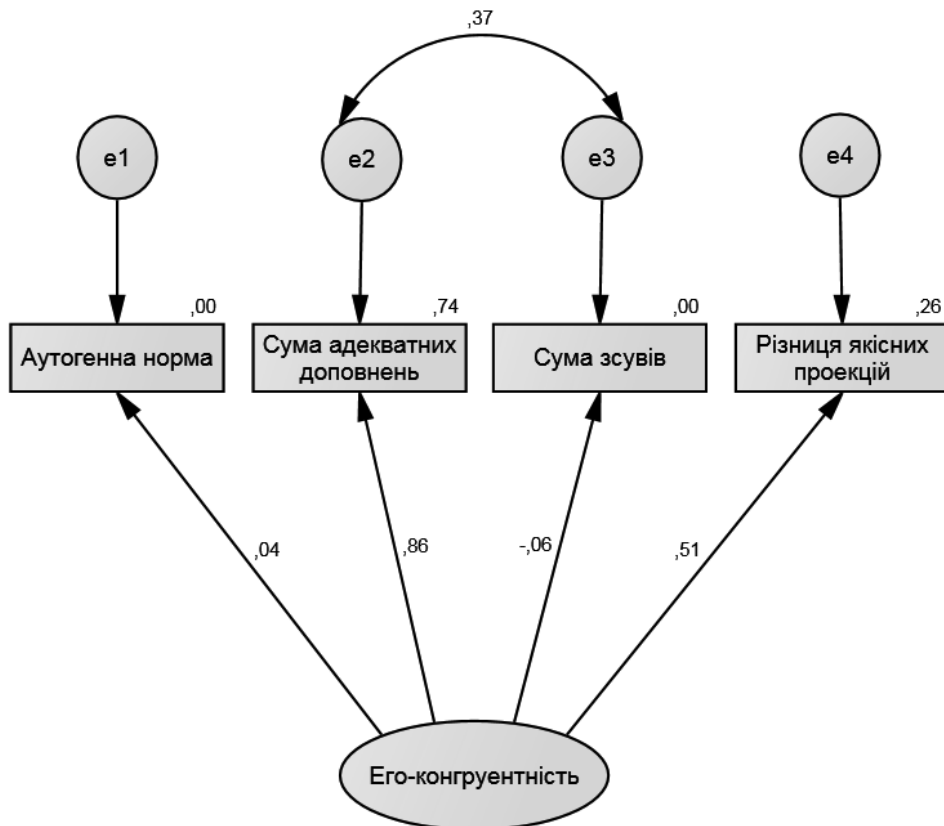 ,37
e1
e2
e3
e4
,00
,74
,00
,26
Аутогенна норма
Сума адекватних
доповнень
Сума зсувів
Різниця якісних
проекцій
,04
,86
-,06
,51
Его-конгруентність